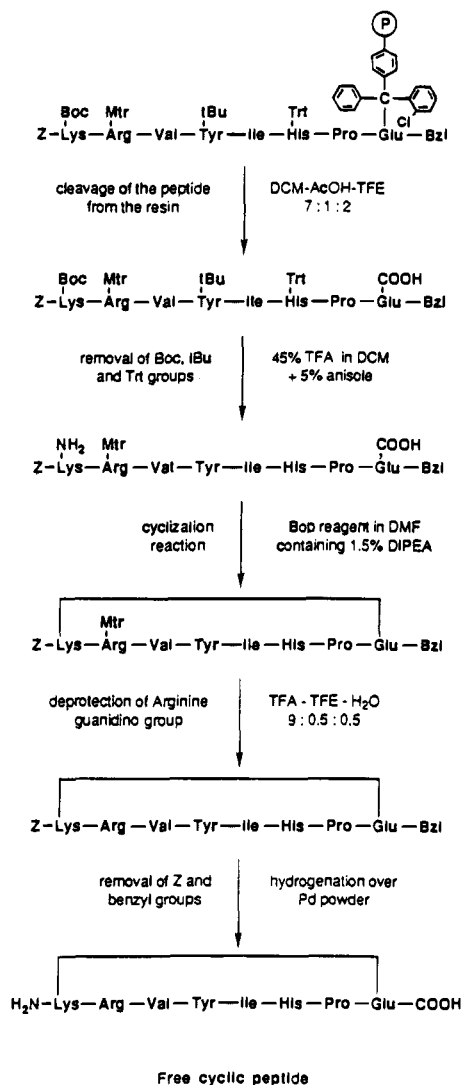 P
Cl
Boc Mtr tBu Trt
Z–Lys–Arg–Val–Tyr–Ile–His–Pro–Glu–Bzl
cleavage of the peptide DCM-AcOH-TFE
from the resin 7 : 1 : 2
Boc Mtr tBu Trt COOH
Z–Lys–Arg–Val–Tyr–Ile–His–Pro–Glu–Bzl
removal of Boc, tBu 45% TFA in DCM
and Trt groups + 5% anisole
NH2 Mtr COOH
Z–Lys–Arg–Val–Tyr–Ile–His–Pro–Glu–Bzl
cyclization Bop reagent in DMF
reaction containing 1.5% DIPEA
Mtr
Z–Lys–Arg–Val–Tyr–Ile–His–Pro–Glu–Bzl
deprotection of Arginine TFA - TFE - H2O
guanidino group 9 : 0.5 : 0.5
Z–Lys–Arg–Val–Tyr–Ile–His–Pro–Glu–Bzl
removal of Z and hydrogenation over
benzyl groups Pd powder
H2N–Lys–Arg–Val–Tyr–Ile–His–Pro–Glu–COOH
Free cyclic peptide